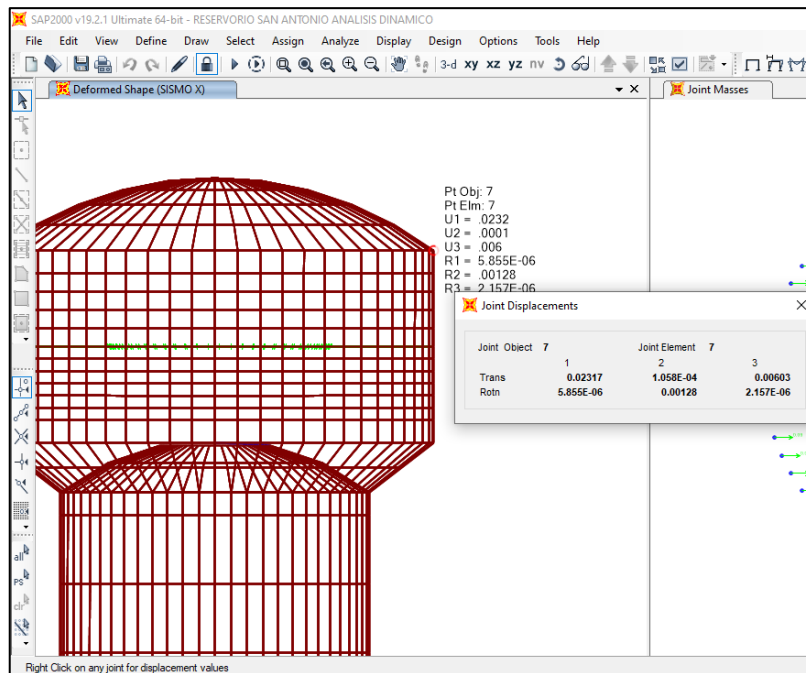 SAP2000 v19.2.1 Ultimate 64-bit - RESERVORIO SAN ANTONIO ANALISIS DINAMICO
File Edit View Define Draw Select Assign Analyze Display Design Options Tools Help
3-d xy xz yz nv
Deformed Shape (SISMO X)
Joint Masses
Pt Obj: 7
Pt Elm: 7
U1 = .0232
U2 = .0001
U3 = .006
R1 = 5.855E-06
R2 = .00128
R3 = 2.157E-06
Joint Displacements
Joint Object 7 Joint Element 7
1 2 3
Trans 0.02317 1.058E-04 0.00603
Rotn 6.855E-06 0.00128 2.157E-06
all
PS
clr
Right Click on any joint for displacement values